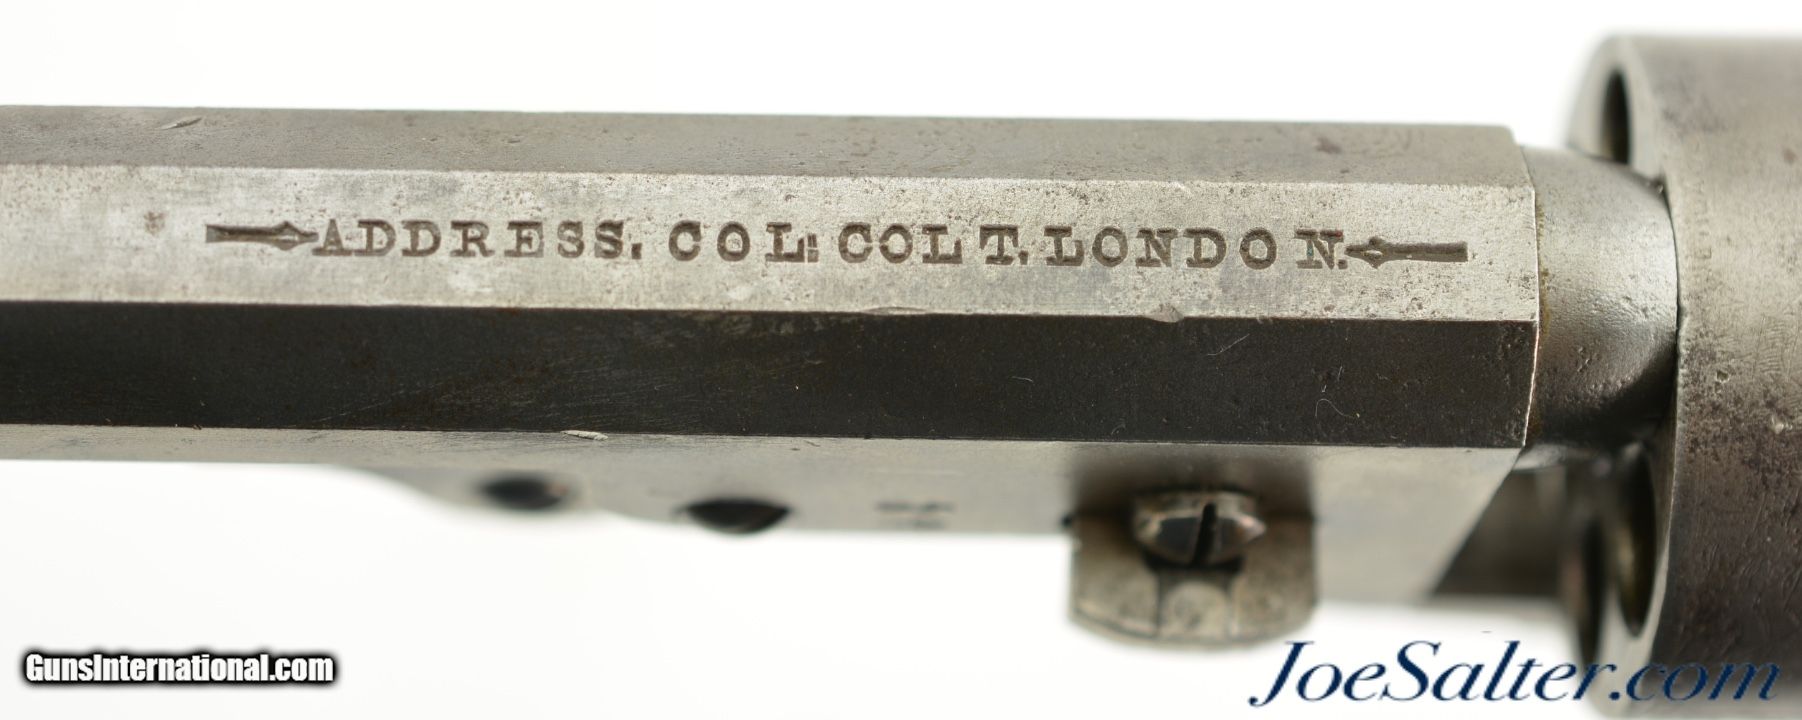 ADDRESS. COL: COLT. LONDON.
GunsInternational.com
JoeSalter.com